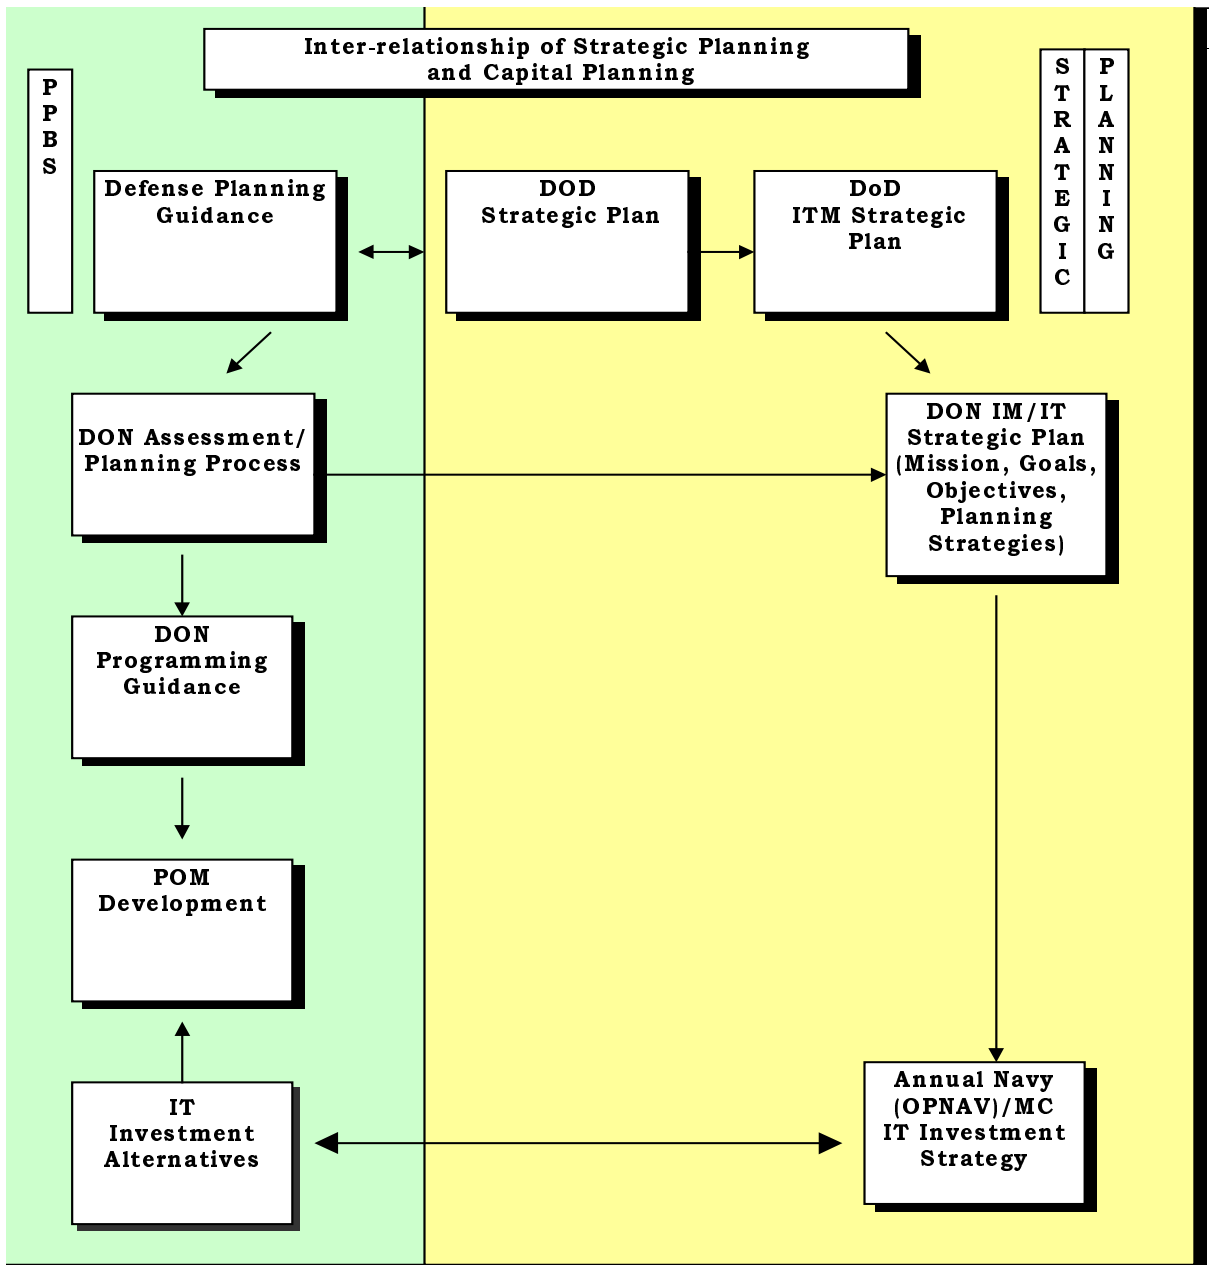 Inter-relationship of Strategic Planning
and Capital Planning
P
P
B
S
S
T
R
A
T
E
G
I
C
P
L
A
N
N
I
N
G
Defense Planning
Guidance
DOD
Strategic Plan
DoD
ITM Strategic
Plan
DON Assessment/
Planning Process
DON IM/IT
Strategic Plan
(Mission, Goals,
Objectives,
Planning
Strategies)
DON
Programming
Guidance
POM
Development
IT
Investment
Alternatives
Annual Navy
(OPNAV)/MC
IT Investment
Strategy